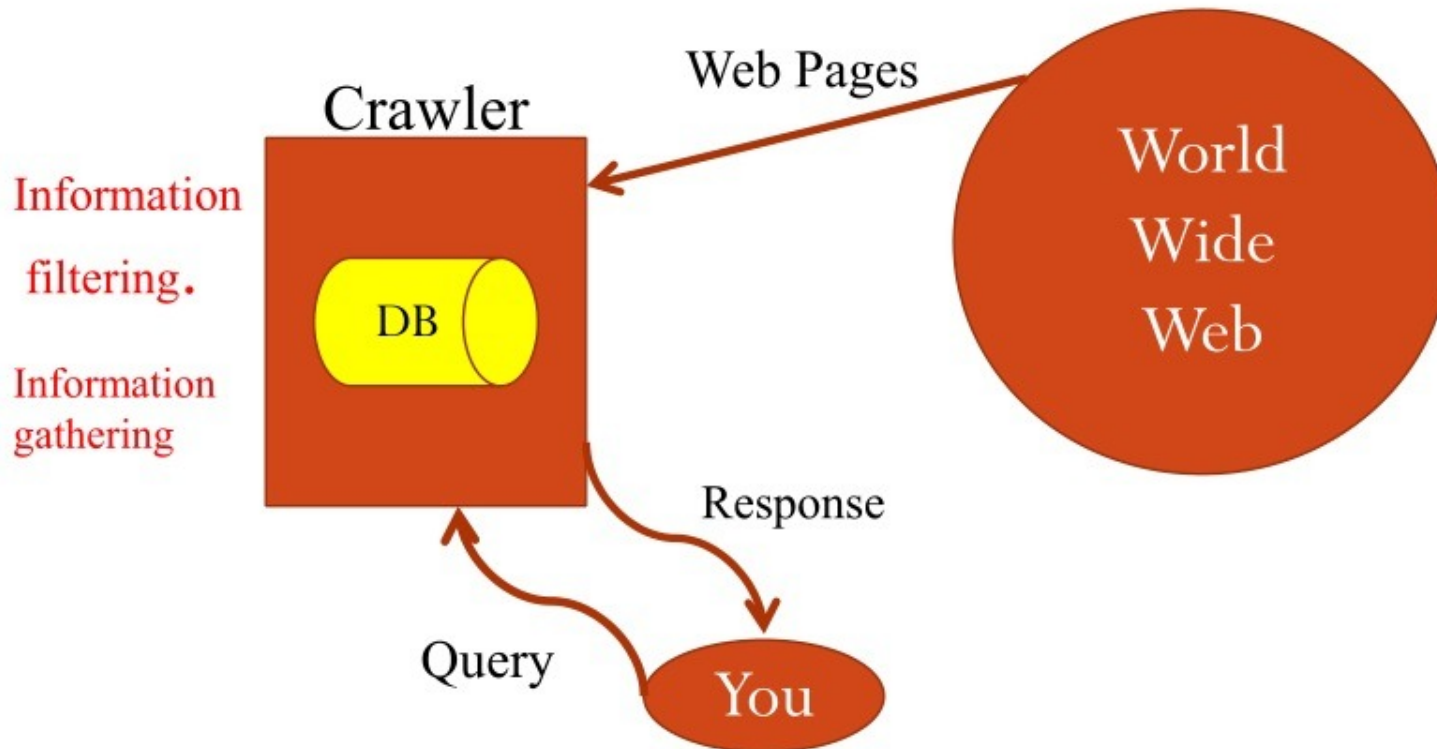 Web Pages
Crawler
World
Wide
Web
Information
filtering.
DB
Information
gathering
Response
Query
You